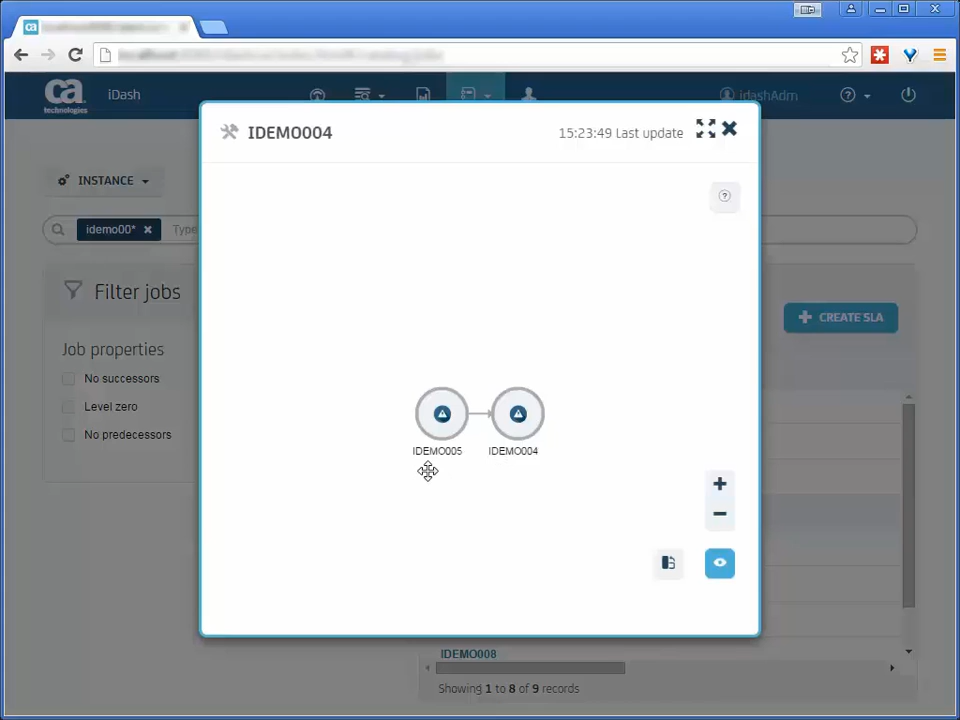 ca
technologies
iDash
idashAdm
IDEMO004
15:23:49 Last update
INSTANCE
idemo00*
Type
Filter jobs
CREATE SLA
Job properties
No successors
Level zero
No predecessors
IDEMO005
IDEMO004
IDEMO008
Showing 1 to 8 of 9 records